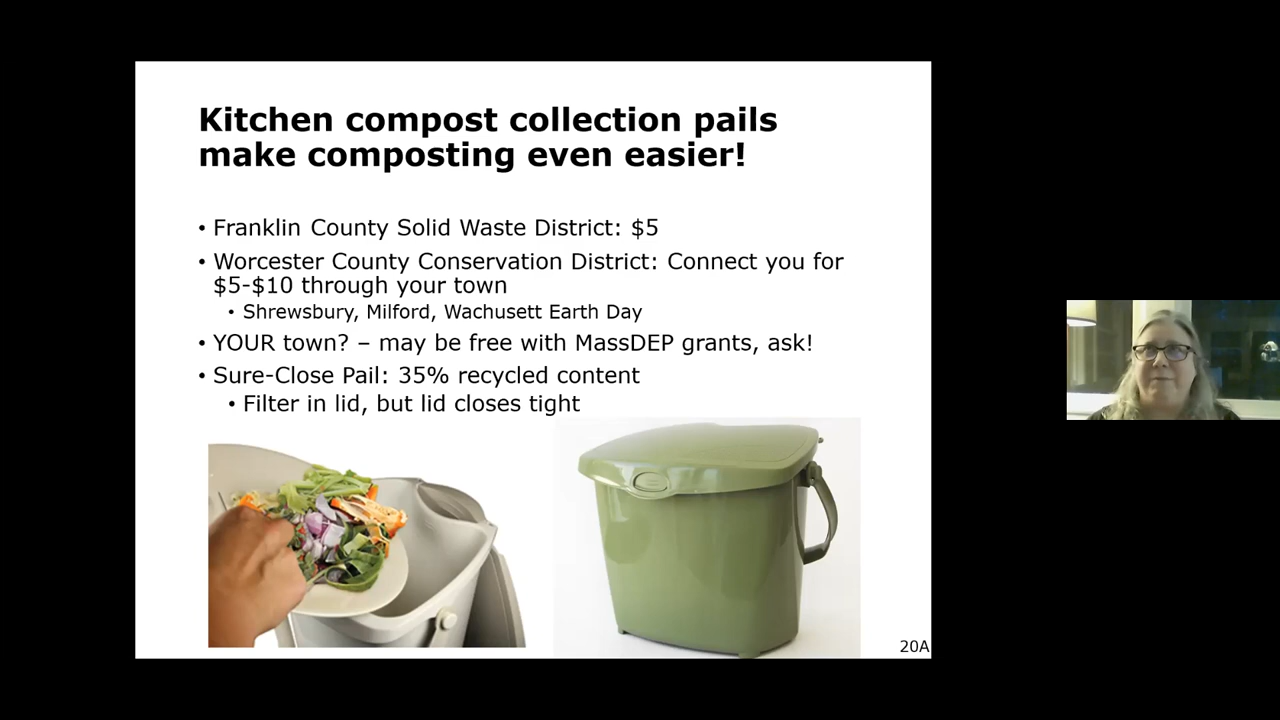 Kitchen compost collection pails
make composting even easier!
• Franklin County Solid Waste District: $5
• Worcester County Conservation District: Connect you for
$5-$10 through your town
• Shrewsbury, Milford, Wachusett Earth Day
• YOUR town? – may be free with MassDEP grants, ask!
• Sure-Close Pail: 35% recycled content
• Filter in lid, but lid closes tight
20A